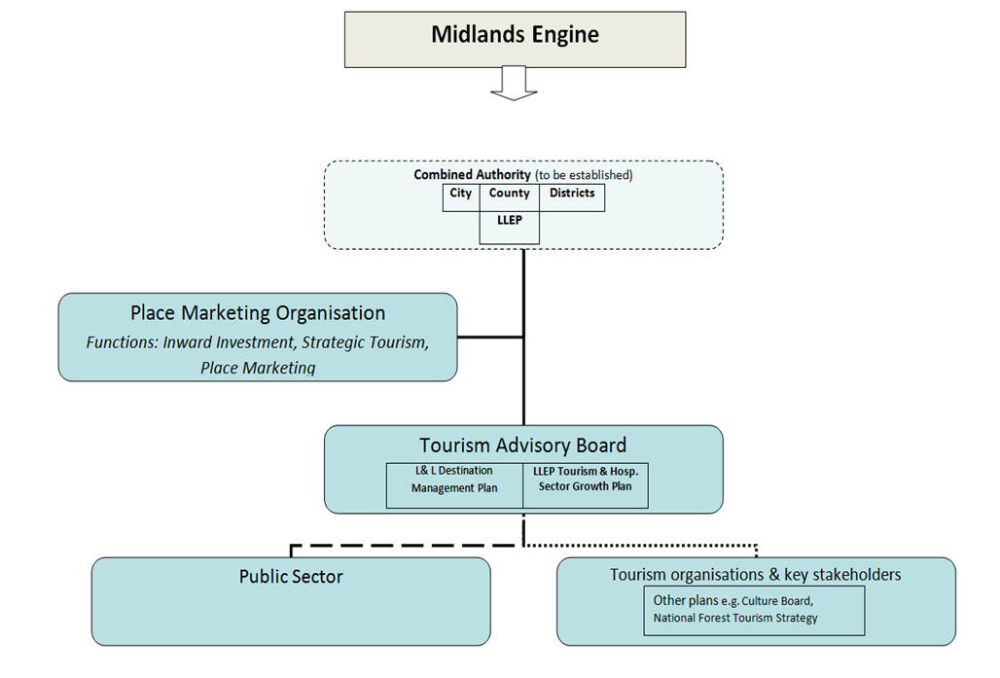 Midlands Engine
Combined Authority (to be established)
City County Districts
LLEP
Place Marketing Organisation
Functions: Inward Investment, Strategic Tourism,
Place Marketing
Tourism Advisory Board
L& L Destination
Management Plan
LLEP Tourism & Hosp.
Sector Growth Plan
Public Sector
Tourism organisations & key stakeholders
Other plans e.g. Culture Board,
National Forest Tourism Strategy